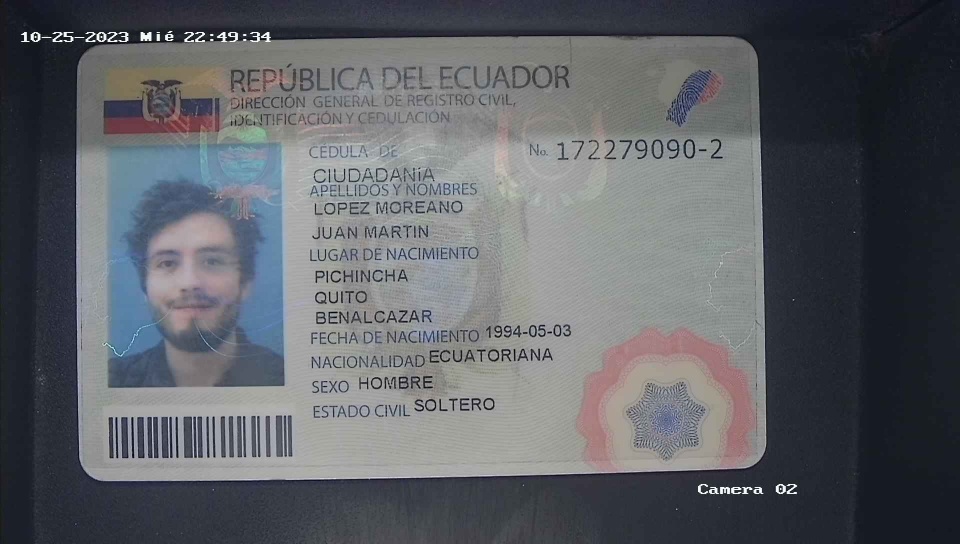 10-25-2023 Mié 22:49:34
REPÚBLICA DEL ECUADOR
DIRECCIÓN GENERAL DE REGISTRO CIVIL,
IDENTIFICACIÓN Y CEDULACIÓN
CÉDULA DE No. 172279090-2
CIUDADANíA
APELLIDOS Y NOMBRES
LOPEZ MOREANO
JUAN MARTIN
LUGAR DE NACIMIENTO
PICHINCHA
QUITO
BENALCAZAR
FECHA DE NACIMIENTO 1994-05-03
NACIONALIDAD ECUATORIANA
SEXO HOMBRE
ESTADO CIVIL SOLTERO
Camera 02